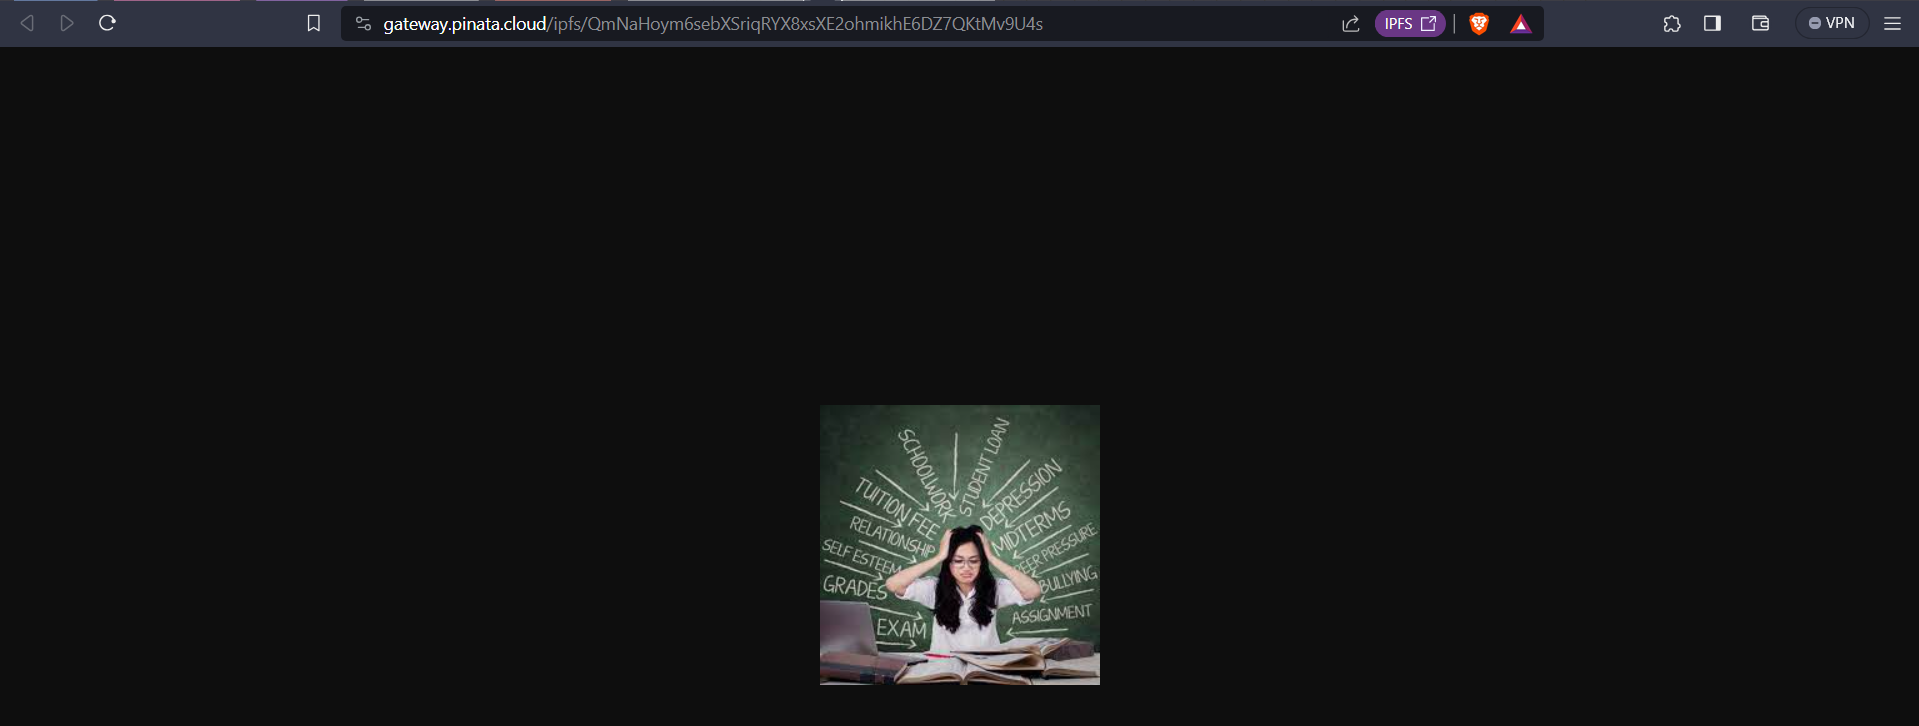 gateway.pinata.cloud/ipfs/QmNaHoym6sebXSriqRYX8xsXE2ohmikhE6DZ7QKtMv9U4s
IPFS
VPN
SCHOOLWORK
STUDENT LOAN
TUITION FEE
DEPRESSION
RELATIONSHIP
MIDTERMS
SELF ESTEEM
PEER PRESSURE
GRADES
BULLYING
EXAM
ASSIGNMENT